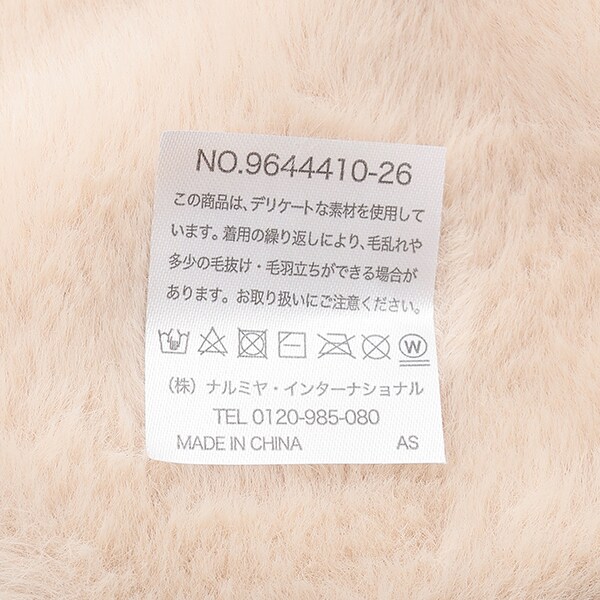 NO.9644410-26
この商品は、デリケートな素材を使用して
います。着用の繰り返しにより、毛乱れや
多少の毛抜け・毛羽立ちができる場合が
あります。お取り扱いにご注意ください。
W
（株）ナルミヤ・インターナショナル
TEL 0120-985-080
MADE IN CHINA AS